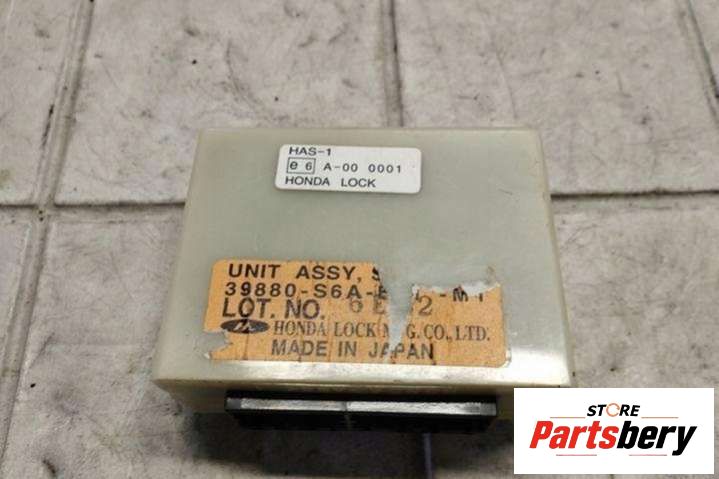 HAS-1
e 6 A-00 0001
HONDA LOCK
UNIT ASSY,
39880-S6A-
LOT. NO.
HONDA LOCK G. CO., LTD.
MADE IN JAPAN
STORE
Partsbery